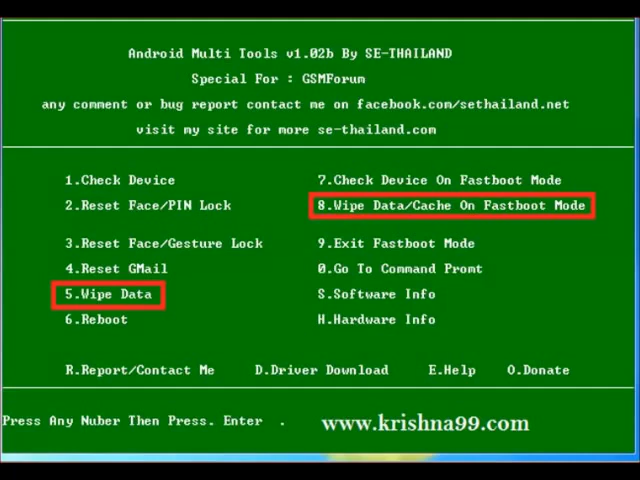 Android Multi Tools v1.02b By SE-THAILAND
Special For : GSMForum
any comment or bug report contact me on facebook.com/sethailand.net
visit my site for more se-thailand.com
1.Check Device 7.Check Device On Fastboot Mode
2.Reset Face/PIN Lock 8.Wipe Data/Cache On Fastboot Mode
3.Reset Face/Gesture Lock 9.Exit Fastboot Mode
4.Reset GMail 0.Go To Command Promt
5.Wipe Data S.Software Info
6.Reboot H.Hardware Info
R.Report/Contact Me D.Driver Download E.Help O.Donate
Press Any Nuber Then Press. Enter .
www.krishna99.com